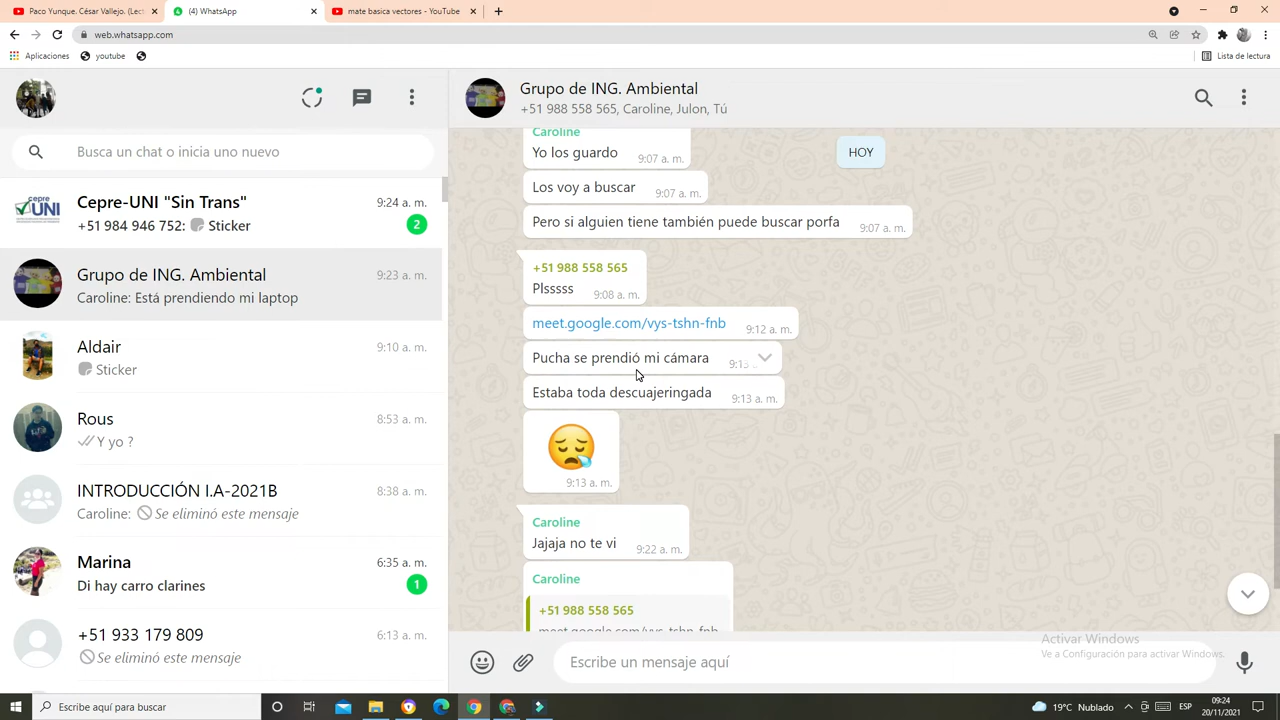 Paco Yunque. César Vallejo. (Lect
(4) WhatsApp
mate basica vectores - YouTube
web.whatsapp.com
Aplicaciones
youtube
Lista de lectura
Busca un chat o inicia uno nuevo
Cepre-UNI "Sin Trans"
9:24 a. m.
+51 984 946 752: Sticker
2
Grupo de ING. Ambiental
9:23 a. m.
Caroline: Está prendiendo mi laptop
Aldair
9:10 a. m.
Sticker
Rous
8:53 a. m.
Y yo ?
INTRODUCCIÓN I.A-2021B
8:38 a. m.
Caroline: Se eliminó este mensaje
Marina
6:35 a. m.
Di hay carro clarines
1
+51 933 179 809
6:13 a. m.
Se eliminó este mensaje
Grupo de ING. Ambiental
+51 988 558 565, Caroline, Julon, Tú
HOY
Caroline
Yo los guardo
9:07 a. m.
Los voy a buscar
9:07 a. m.
Pero si alguien tiene también puede buscar porfa
9:07 a. m.
+51 988 558 565
Plsssss
9:08 a. m.
meet.google.com/vys-tshn-fnb
9:12 a. m.
Pucha se prendió mi cámara
9:13
Estaba toda descuajeringada
9:13 a. m.
9:13 a. m.
Caroline
Jajaja no te vi
9:22 a. m.
Caroline
+51 988 558 565
meet.google.com/vys-tshn-fnb
Escribe un mensaje aquí
Activar Windows
Ve a Configuración para activar Windows.
Escribe aquí para buscar
19°C Nublado
ESP
09:24
20/11/2021